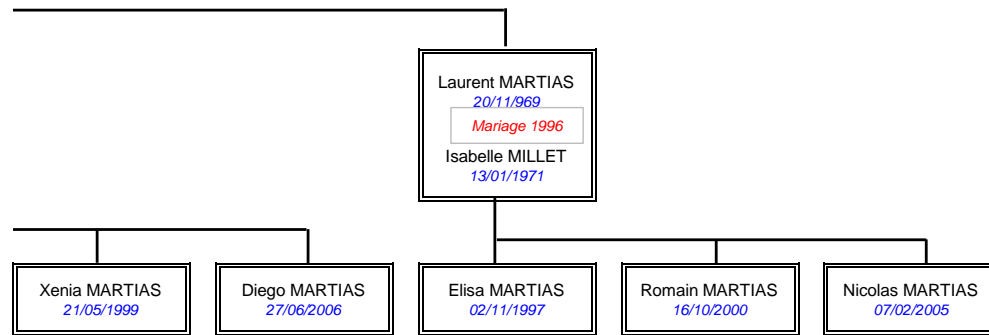 Laurent MARTIAS
20/11/969
Mariage 1996
Isabelle MILLET
13/01/1971
Xenia MARTIAS
21/05/1999
Diego MARTIAS
27/06/2006
Elisa MARTIAS
02/11/1997
Romain MARTIAS
16/10/2000
Nicolas MARTIAS
07/02/2005